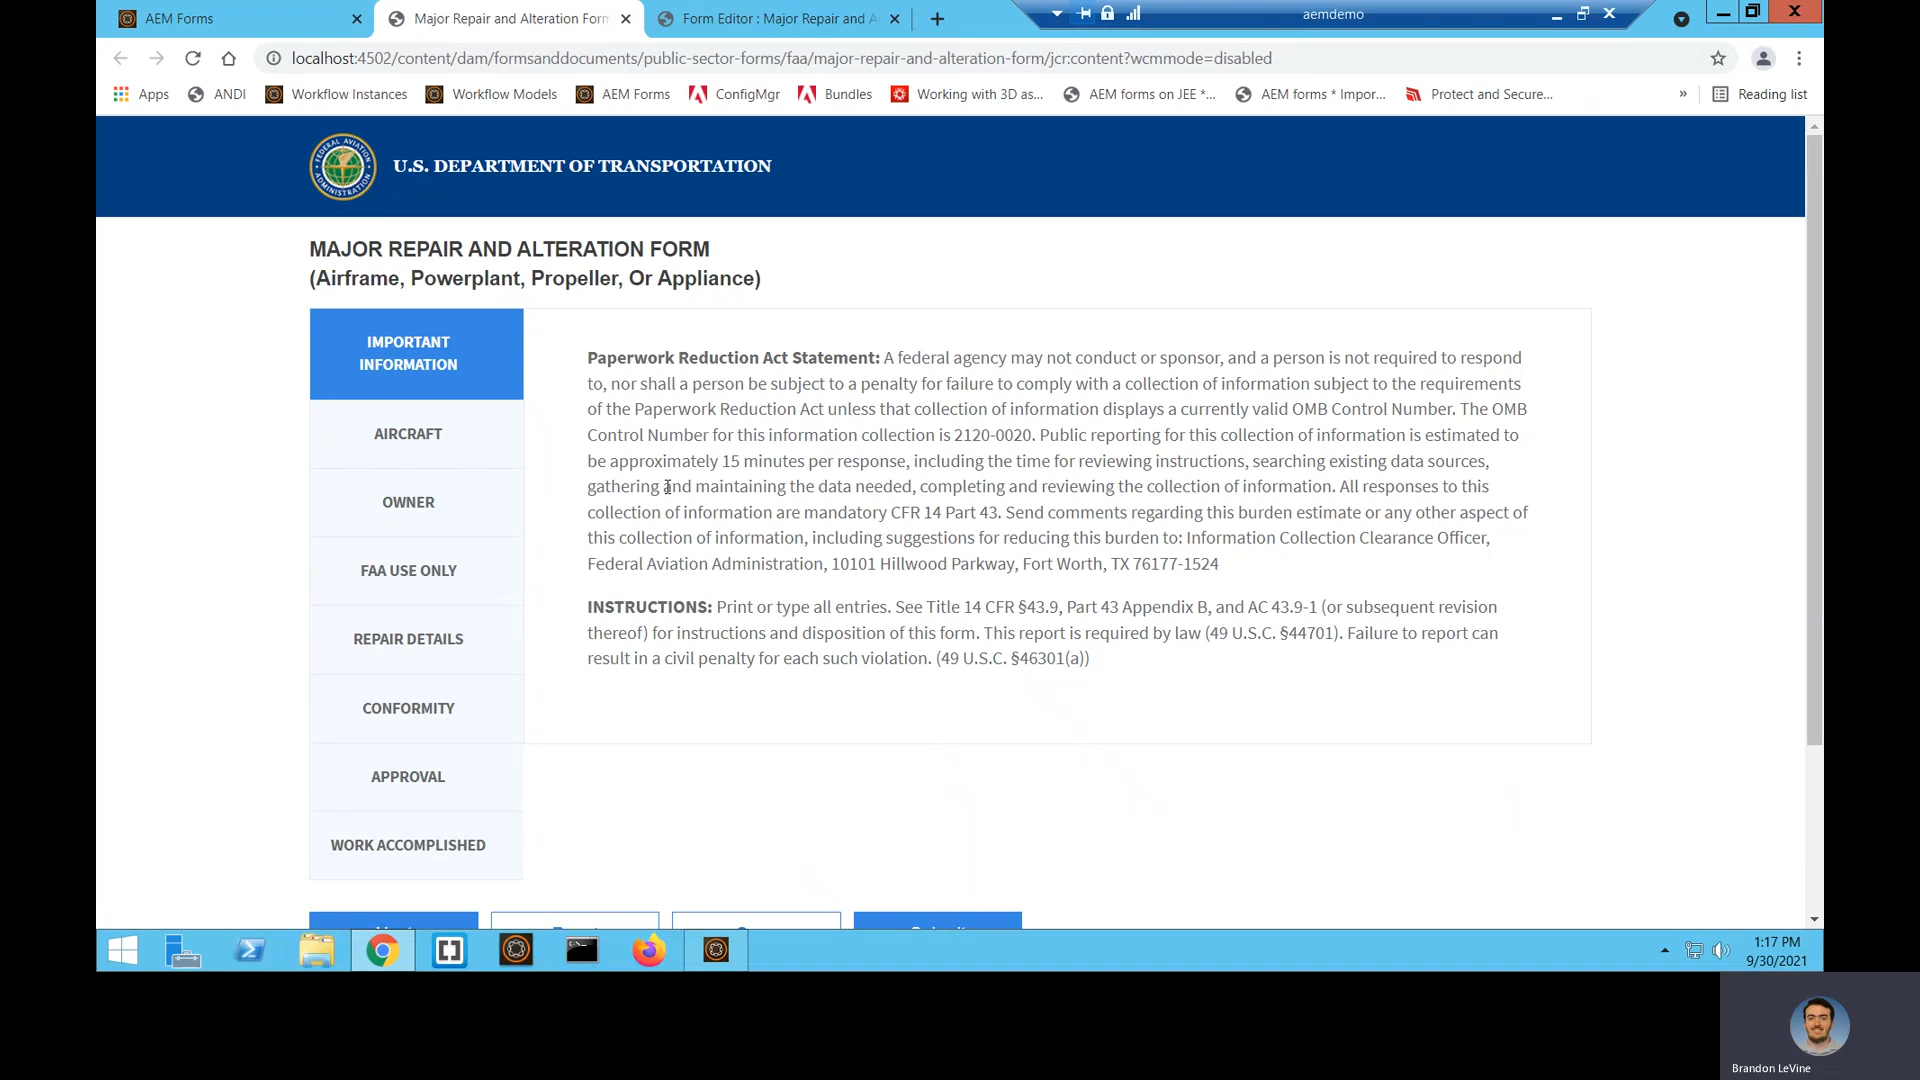 AEM Forms
Major Repair and Alteration Form
Form Editor : Major Repair and A
aemdemo
localhost:4502/content/dam/formsanddocuments/public-sector-forms/faa/major-repair-and-alteration-form/jcr:content?wcmmode=disabled
Apps
ANDI
Workflow Instances
Workflow Models
AEM Forms
ConfigMgr
Bundles
Working with 3D as...
AEM forms on JEE *...
AEM forms * Impor...
Protect and Secure...
»
Reading list
FEDERAL AVIATION ADMINISTRATION
U.S. DEPARTMENT OF TRANSPORTATION
MAJOR REPAIR AND ALTERATION FORM
(Airframe, Powerplant, Propeller, Or Appliance)
IMPORTANT
INFORMATION
AIRCRAFT
OWNER
FAA USE ONLY
REPAIR DETAILS
CONFORMITY
APPROVAL
WORK ACCOMPLISHED
Paperwork Reduction Act Statement: A federal agency may not conduct or sponsor, and a person is not required to respond
to, nor shall a person be subject to a penalty for failure to comply with a collection of information subject to the requirements
of the Paperwork Reduction Act unless that collection of information displays a currently valid OMB Control Number. The OMB
Control Number for this information collection is 2120-0020. Public reporting for this collection of information is estimated to
be approximately 15 minutes per response, including the time for reviewing instructions, searching existing data sources,
gathering and maintaining the data needed, completing and reviewing the collection of information. All responses to this
collection of information are mandatory CFR 14 Part 43. Send comments regarding this burden estimate or any other aspect of
this collection of information, including suggestions for reducing this burden to: Information Collection Clearance Officer,
Federal Aviation Administration, 10101 Hillwood Parkway, Fort Worth, TX 76177-1524
INSTRUCTIONS: Print or type all entries. See Title 14 CFR §43.9, Part 43 Appendix B, and AC 43.9-1 (or subsequent revision
thereof) for instructions and disposition of this form. This report is required by law (49 U.S.C. §44701). Failure to report can
result in a civil penalty for each such violation. (49 U.S.C. §46301(a))
1:17 PM
9/30/2021
Brandon LeVine